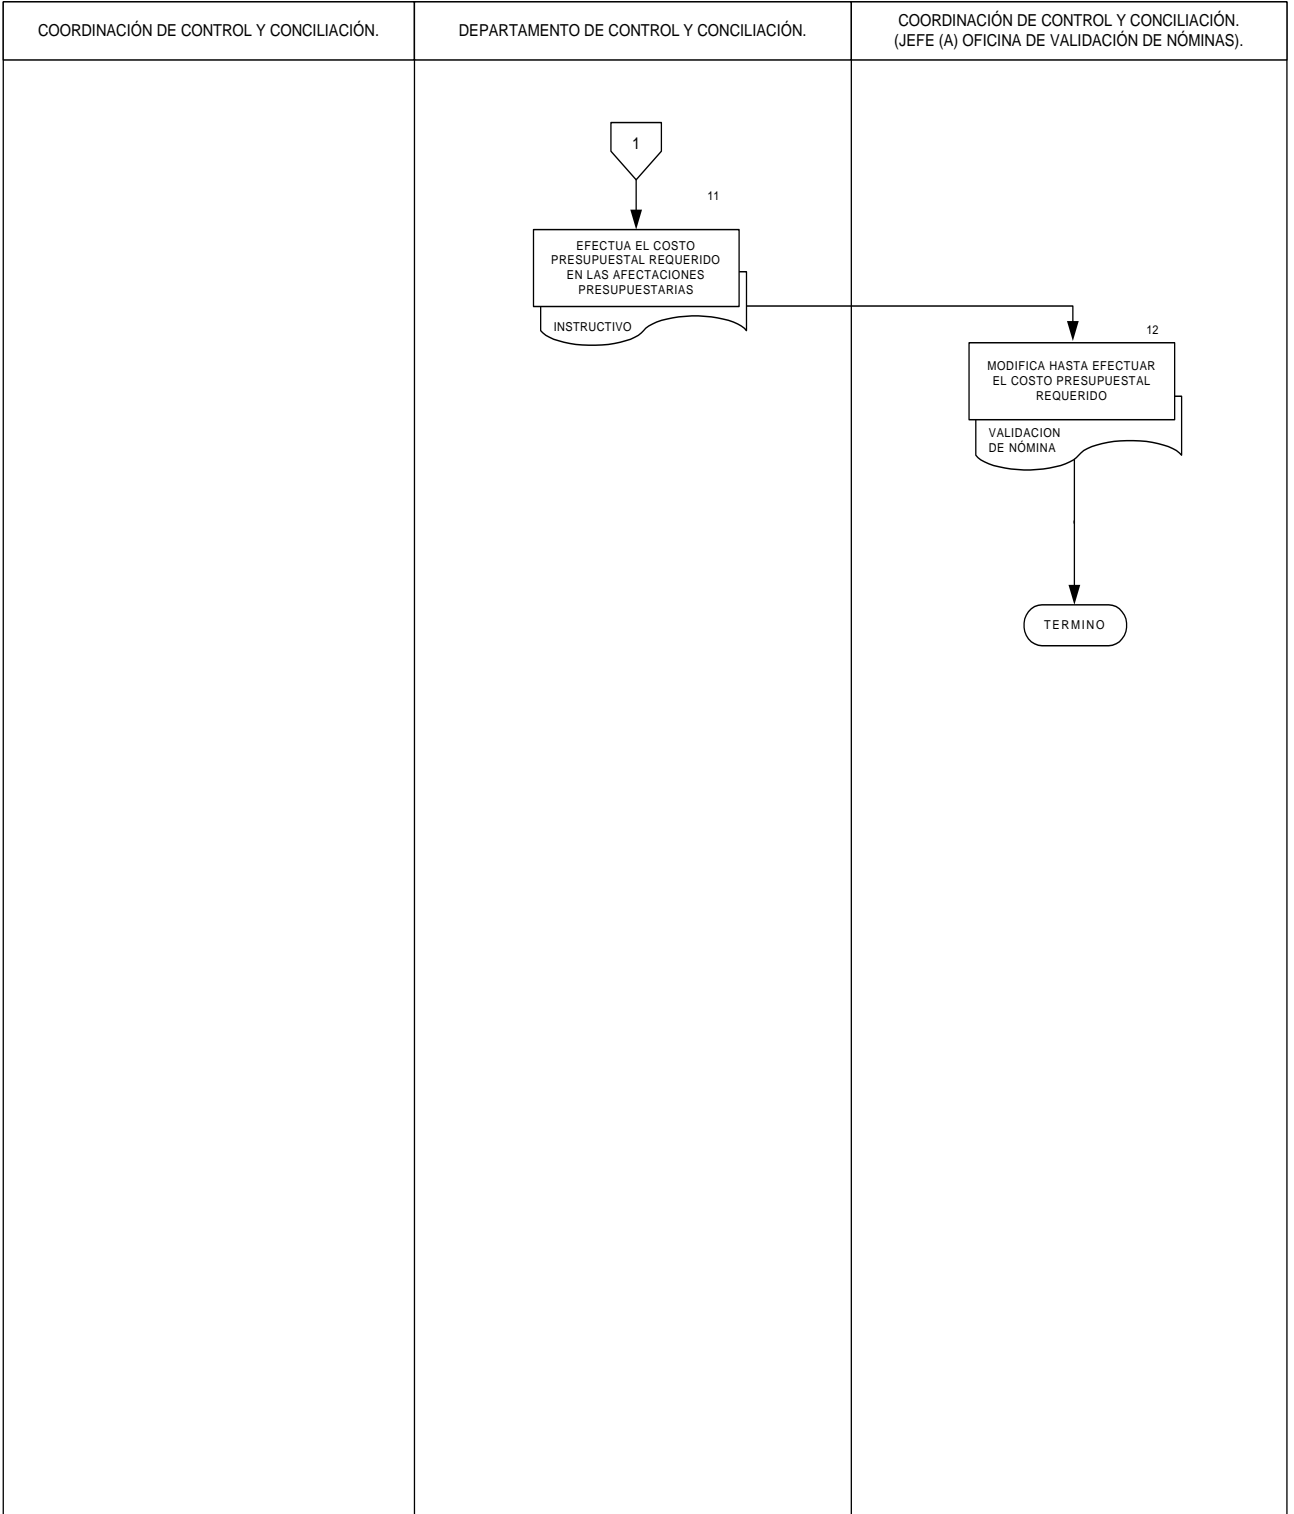 COORDINACIÓN DE CONTROL Y CONCILIACIÓN.
DEPARTAMENTO DE CONTROL Y CONCILIACIÓN.
COORDINACIÓN DE CONTROL Y CONCILIACIÓN.
(JEFE (A) OFICINA DE VALIDACIÓN DE NÓMINAS).
1
11
EFECTUA EL COSTO
PRESUPUESTAL REQUERIDO
EN LAS AFECTACIONES
PRESUPUESTARIAS
INSTRUCTIVO
12
MODIFICA HASTA EFECTUAR
EL COSTO PRESUPUESTAL
REQUERIDO
VALIDACION
DE NÓMINA
TERMINO